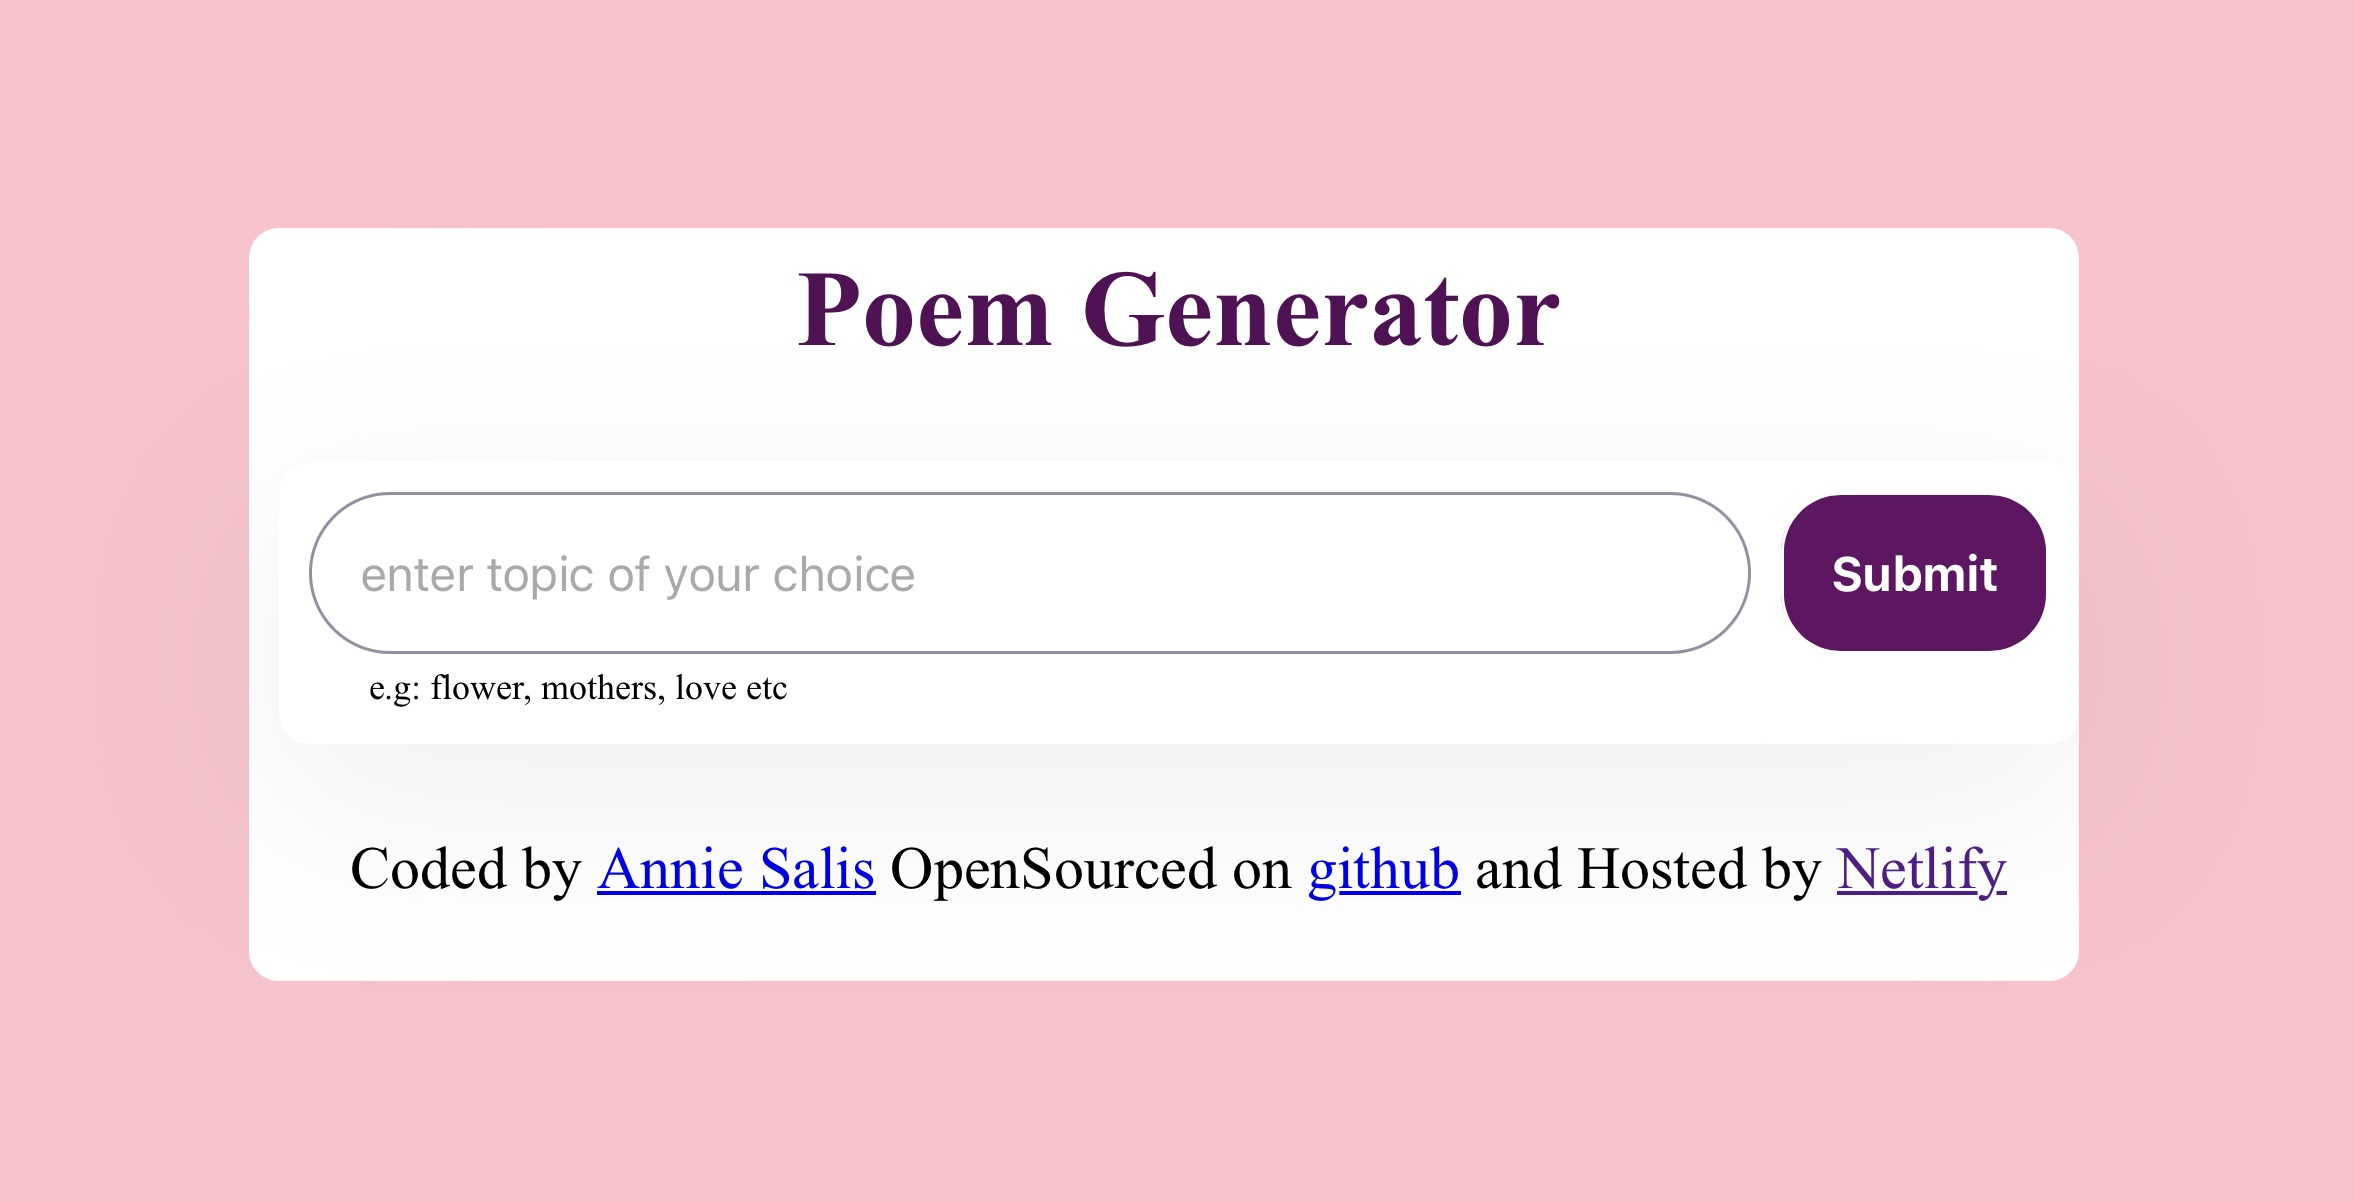 Poem Generator
enter topic of your choice
Submit
e.g: flower, mothers, love etc
Coded by Annie Salis OpenSourced on github and Hosted by Netlify